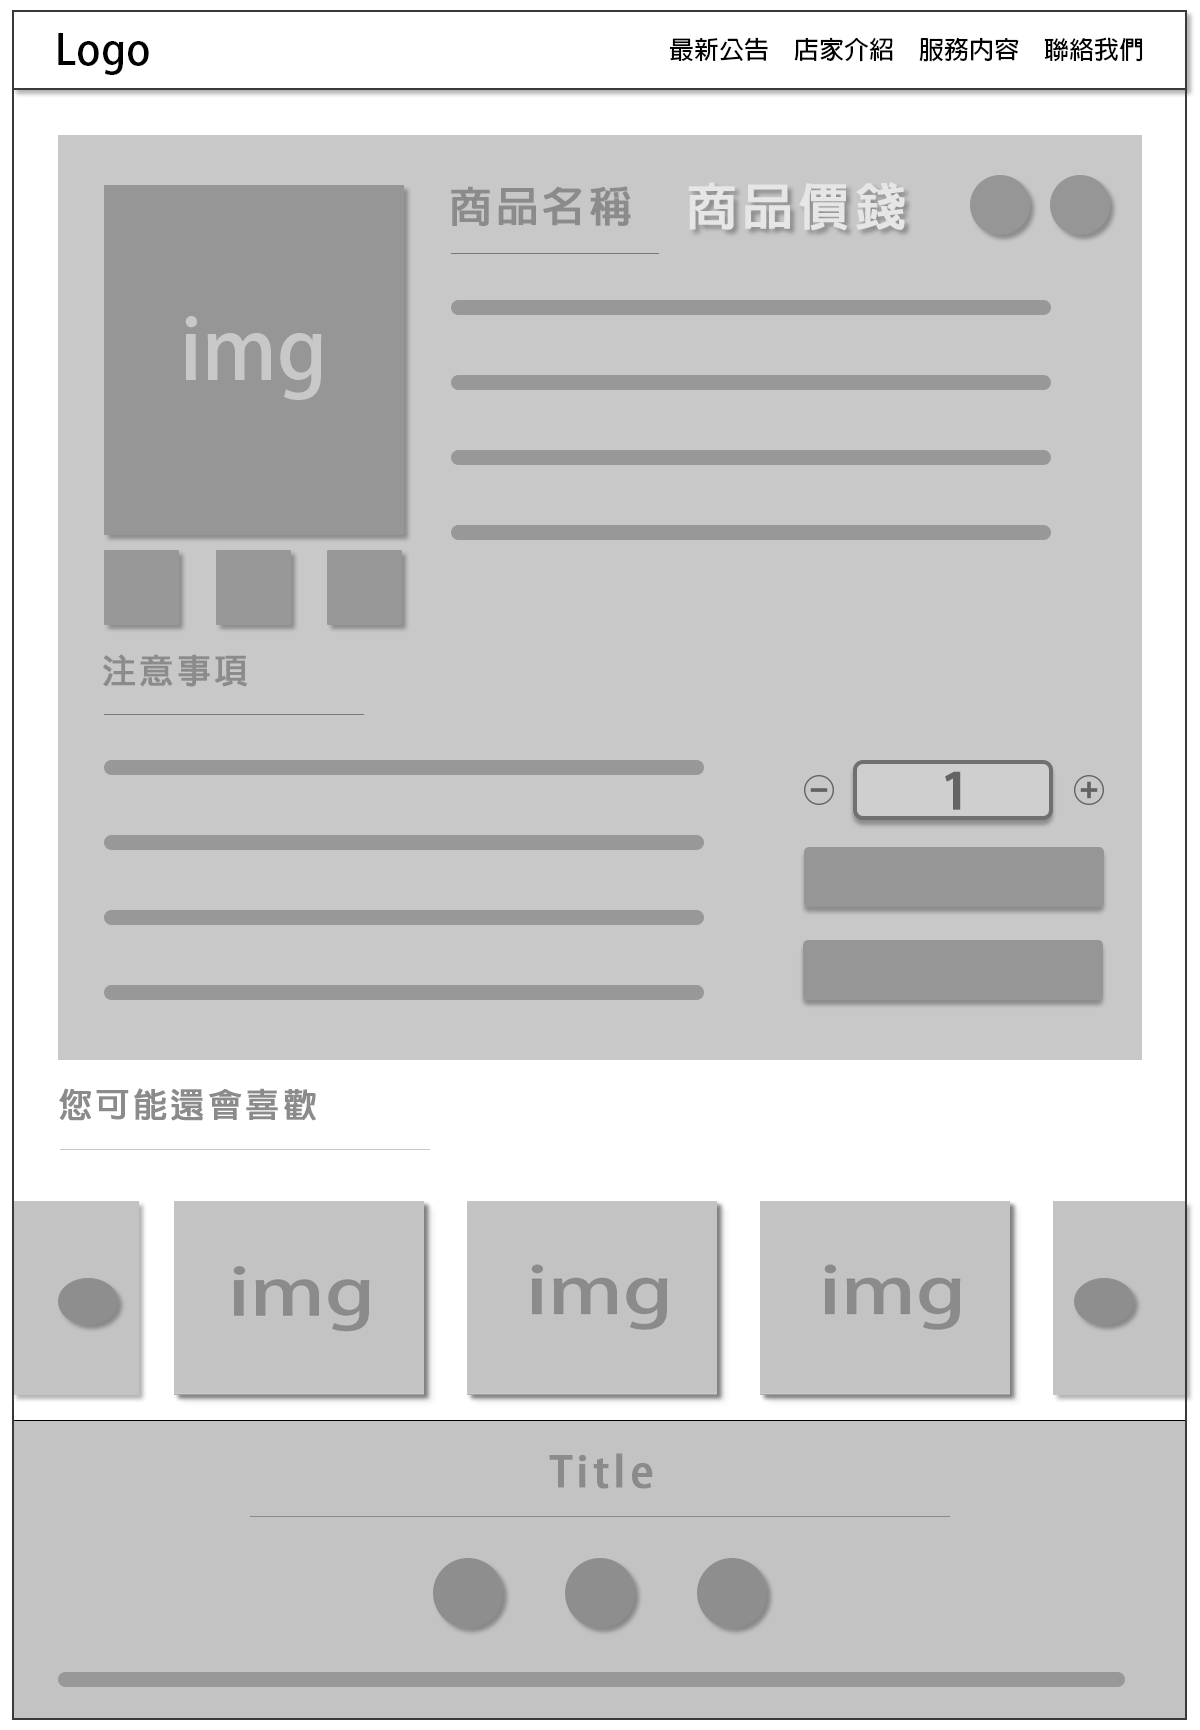 Logo
最新公告 店家介紹 服務內容 聯絡我們
商品名稱 商品價錢
img
注意事項
1
您可能還會喜歡
img img img
Title